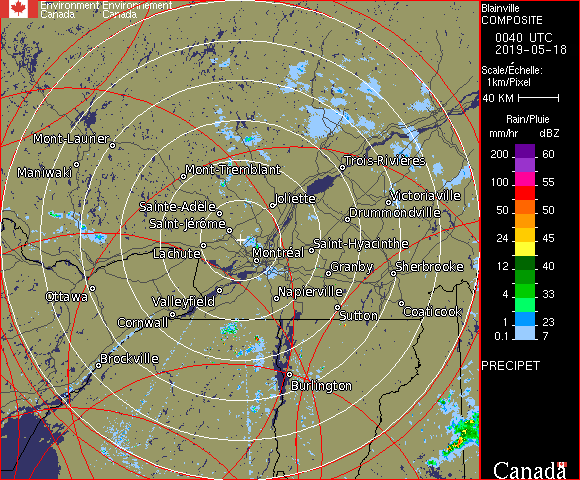 Environment Environnement
Canada Canada
Blainville
COMPOSITE
0040 UTC
2019-05-18
Scale/Échelle:
1km/Pixel
40 KM
Rain/Pluie
mm/hr dBZ
200 60
100 55
50 50
24 45
12 40
4 33
1 23
0.1 7
PRECIPET
Canada
Mont-Laurier
Maniwaki
Mont-Tremblant
Trois-Rivières
Sainte-Adèle
Joliette
Victoriaville
Saint-Jérôme
Drummondville
Lachute
Saint-Hyacinthe
Montréal
Granby
Sherbrooke
Ottawa
Valleyfield
Napierville
Cornwall
Sutton
Coaticook
Brockville
Burlington